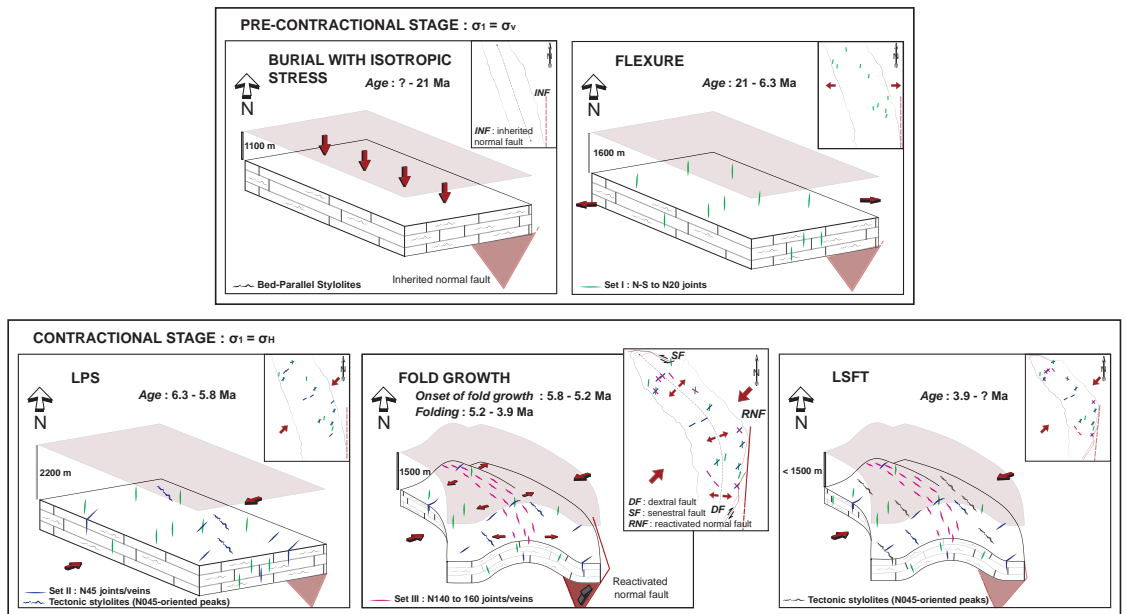 PRE-CONTRACTIONAL STAGE : σ1 = σv
BURIAL WITH ISOTROPIC
STRESS
Age : ? - 21 Ma
N
1100 m
N
INF
INF : inherited
normal fault
Inherited normal fault
Bed-Parallel Stylolites
FLEXURE
Age : 21 - 6.3 Ma
N
1600 m
N
Set I : N-S to N20 joints
CONTRACTIONAL STAGE : σ1 = σH
LPS
Age : 6.3 - 5.8 Ma
N
2200 m
N
Set II : N45 joints/veins
Tectonic stylolites (N045-oriented peaks)
FOLD GROWTH
Onset of fold growth : 5.8 - 5.2 Ma
Folding : 5.2 - 3.9 Ma
N
1500 m
SF
N
RNF
DF : dextral fault
SF : senestral fault
RNF : reactivated normal fault
DF
Reactivated
normal fault
Set III : N140 to 160 joints/veins
LSFT
Age : 3.9 - ? Ma
N
< 1500 m
N
Tectonic stylolites (N045-oriented peaks)